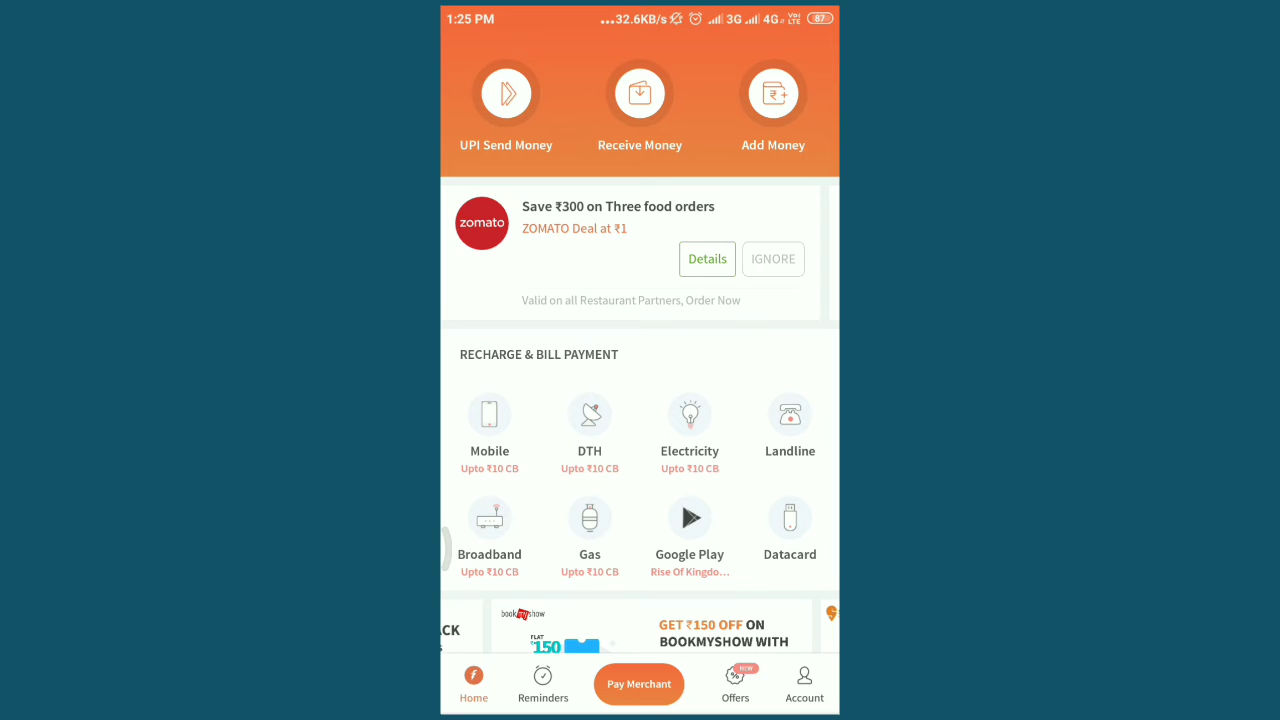 1:25 PM
...32.6KB/s 3G 4G Vo) LTE 87
UPI Send Money Receive Money Add Money
zomato
Save ₹300 on Three food orders
ZOMATO Deal at ₹1
Details IGNORE
Valid on all Restaurant Partners, Order Now
RECHARGE & BILL PAYMENT
Mobile DTH Electricity Landline
Upto ₹10 CB Upto ₹10 CB Upto ₹10 CB
Broadband Gas Google Play Datacard
Upto ₹10 CB Upto ₹10 CB Rise Of Kingdo...
ACK
bookmyshow
FLAT
₹150
GET ₹150 OFF ON
BOOKMYSHOW WITH
NEW
Home Reminders Pay Merchant Offers Account